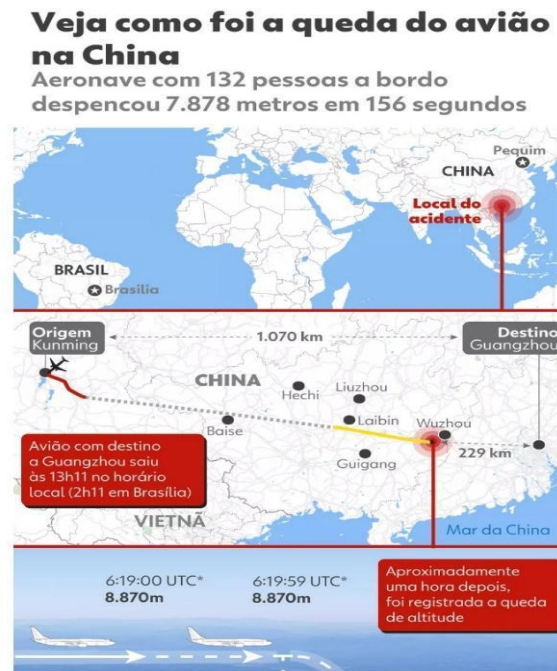 Veja como foi a queda do avião
na China
Aeronave com 132 pessoas a bordo
despencou 7.878 metros em 156 segundos
Pequim
CHINA
Local do
acidente
BRASIL
Brasília
Origem
Kunming
1.070 km
Destino
Guangzhou
CHINA
Hechi
Liuzhou
Baise
Laibin
Wuzhou
Guigang
229 km
Avião com destino
a Guangzhou saiu
às 13h11 no horário
local (2h11 em Brasília)
VIETNÃ
Mar da China
6:19:00 UTC*
8.870m
6:19:59 UTC*
8.870m
Aproximadamente
uma hora depois,
foi registrada a queda
de altitude